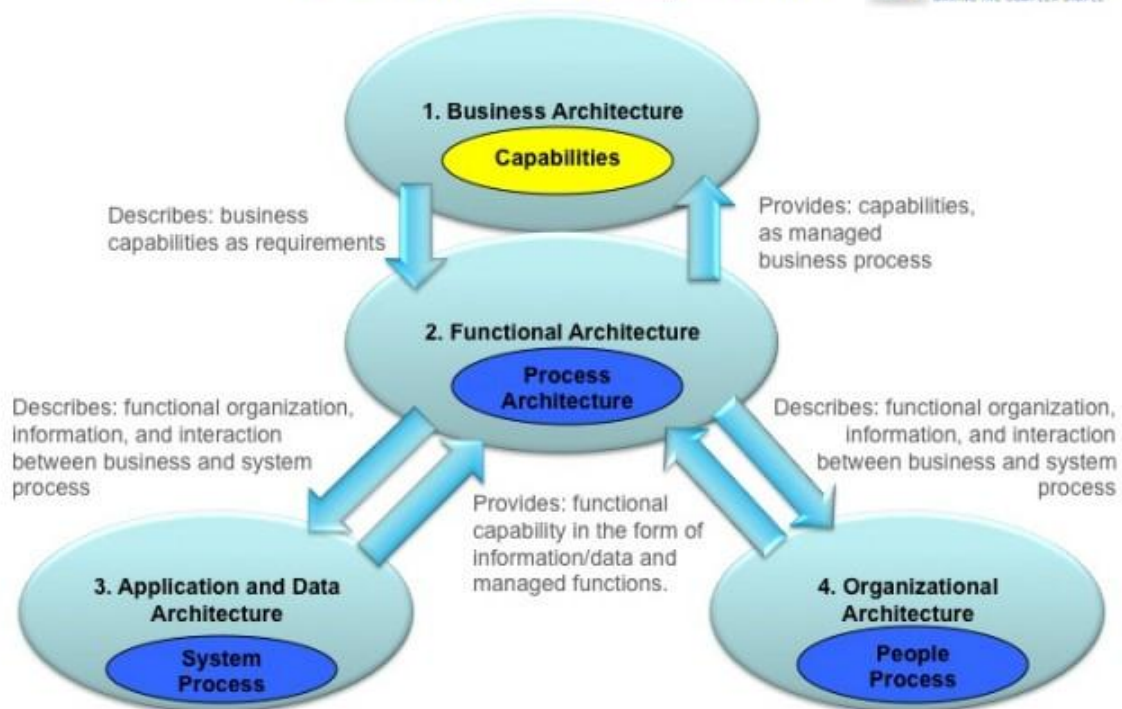 1. Business Architecture
Capabilities
Describes: business
capabilities as requirements
Provides: capabilities,
as managed
business process
2. Functional Architecture
Process
Architecture
Describes: functional organization,
information, and interaction
between business and system
process
Describes: functional organization,
information, and interaction
between business and system
process
Provides: functional
capability in the form of
information/data and
managed functions.
3. Application and Data
Architecture
System
Process
4. Organizational
Architecture
People
Process